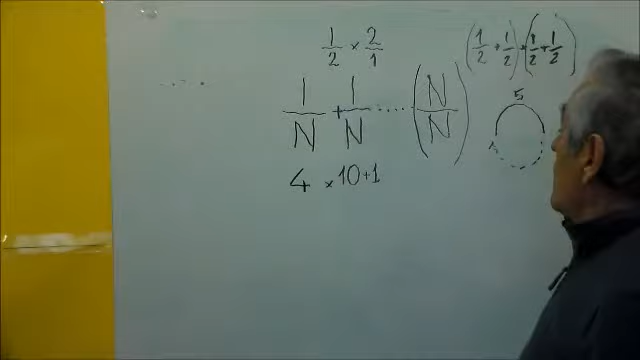 1/2 × 2/1
(1/2 + 1/2) × (1/2 + 1/2)
1/N + 1/N ..... (N/N)
5
4 × 10+1